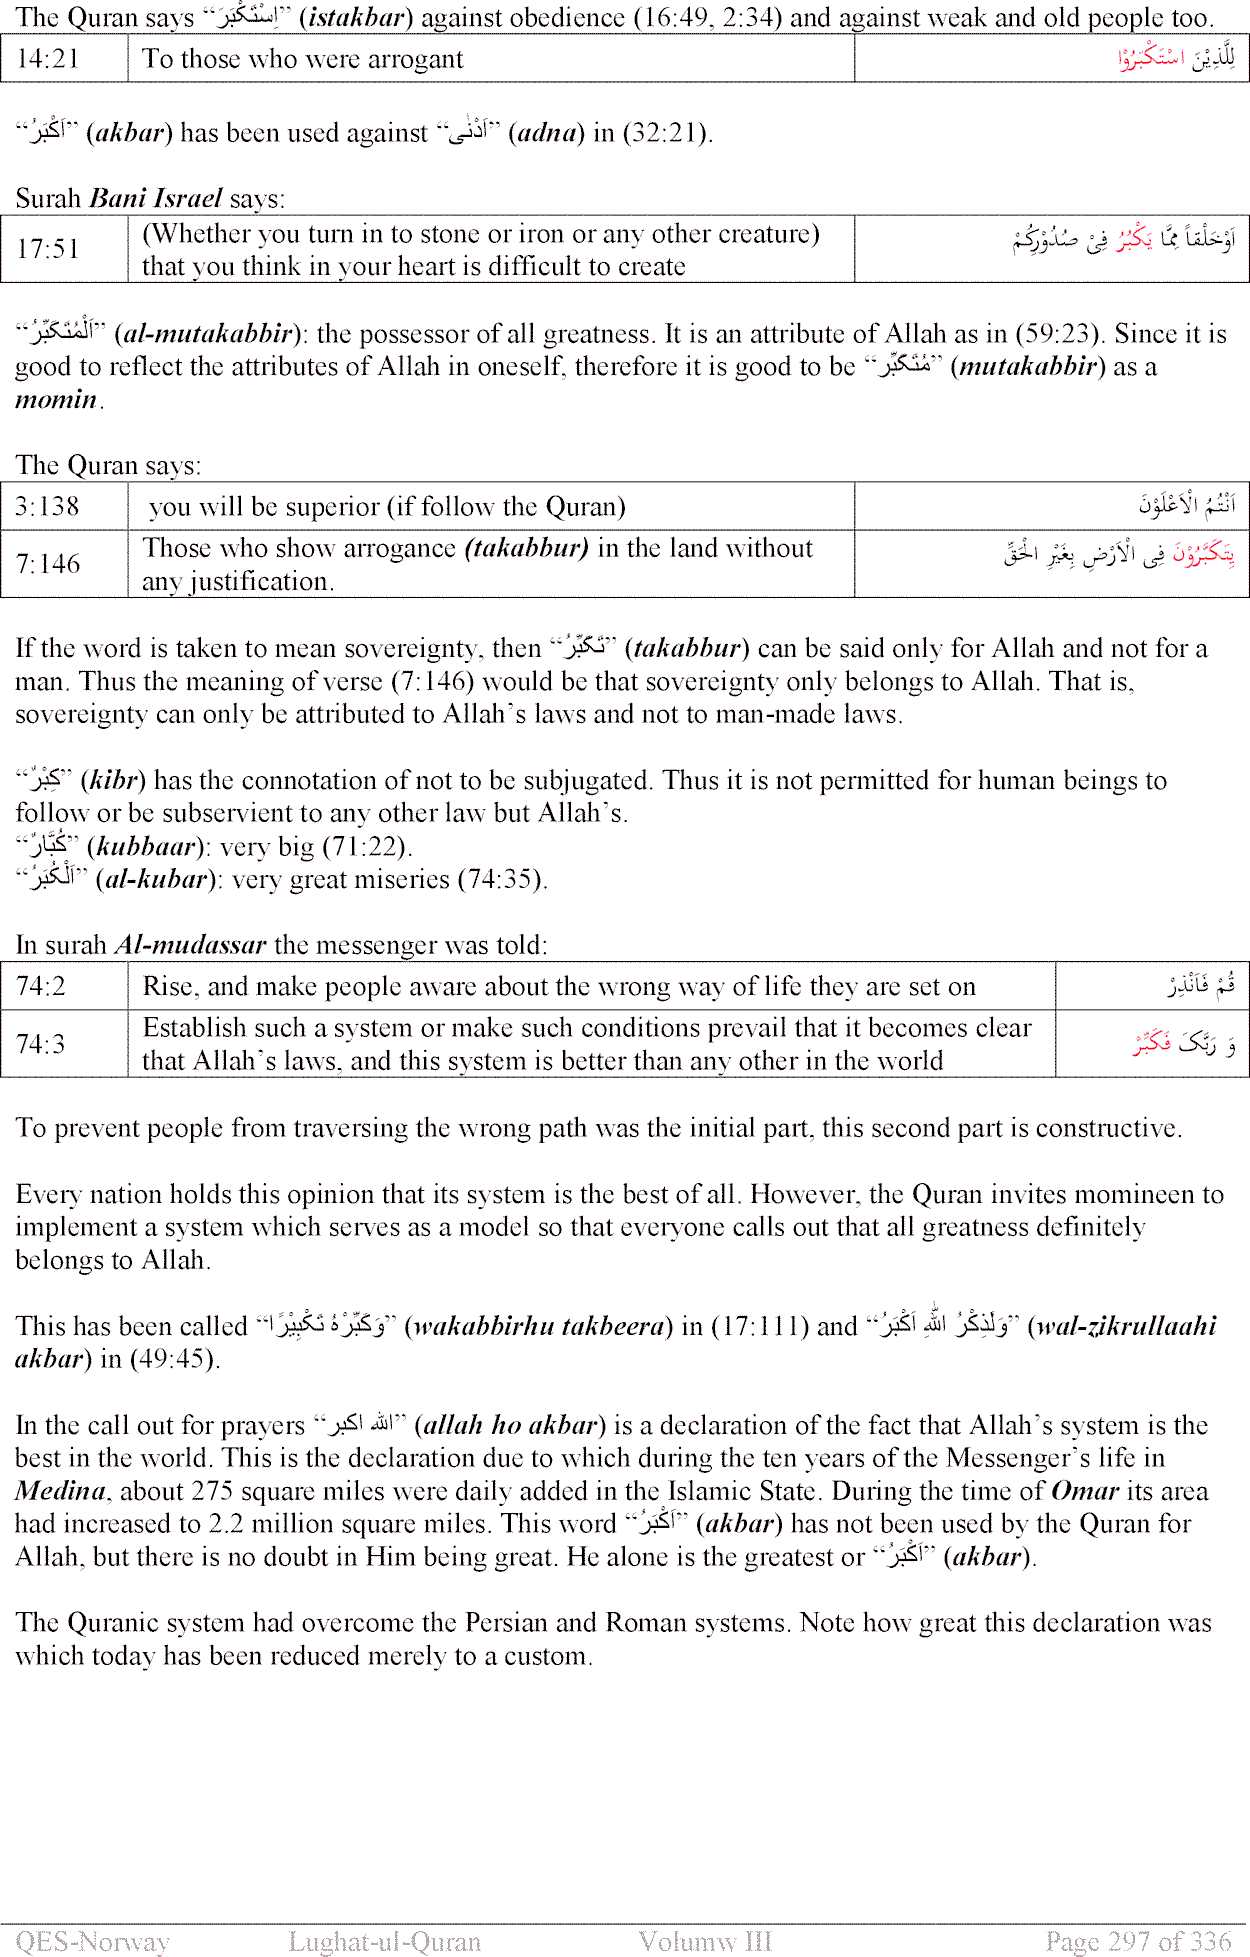 The Quran says “اِسْتَكْبَرَ” (istakbar) against obedience (16:49, 2:34) and against weak and old people too.
14:21 To those who were arrogant لِلَّذِیْنَ اسْتَکْبَرُوْا
“اَكْبَرُ” (akbar) has been used against “اَدْنٰى” (adna) in (32:21).
Surah Bani Israel says:
17:51 (Whether you turn in to stone or iron or any other creature)
that you think in your heart is difficult to create اَوْخَلْقاً مِمَّا یَکْبُرُ فِیْ صُدُوْرِکُمْ
“اَلْمُتَكَبِّرُ” (al-mutakabbir): the possessor of all greatness. It is an attribute of Allah as in (59:23). Since it is
good to reflect the attributes of Allah in oneself, therefore it is good to be “مُتَكَبِّر” (mutakabbir) as a
momin.
The Quran says:
3:138 you will be superior (if follow the Quran) اَنْتُمُ الْاَعْلَوْنَ
7:146 Those who show arrogance (takabbur) in the land without
any justification. یَتَکَبَّرُوْنَ فِی الْاَرْضِ بِغَیْرِ الْحَقِّ
If the word is taken to mean sovereignty, then “تَكَبِّرُ” (takabbur) can be said only for Allah and not for a
man. Thus the meaning of verse (7:146) would be that sovereignty only belongs to Allah. That is,
sovereignty can only be attributed to Allah’s laws and not to man-made laws.
“كِبْرٌ” (kibr) has the connotation of not to be subjugated. Thus it is not permitted for human beings to
follow or be subservient to any other law but Allah’s.
“كُبَّارٌ” (kubbaar): very big (71:22).
“اَلْكُبَرُ” (al-kubar): very great miseries (74:35).
In surah Al-mudassar the messenger was told:
74:2 Rise, and make people aware about the wrong way of life they are set on قُمْ فَاَنْذِرْ
74:3 Establish such a system or make such conditions prevail that it becomes clear
that Allah’s laws, and this system is better than any other in the world وَ رَبَّکَ فَکَبِّرْ
To prevent people from traversing the wrong path was the initial part, this second part is constructive.
Every nation holds this opinion that its system is the best of all. However, the Quran invites momineen to
implement a system which serves as a model so that everyone calls out that all greatness definitely
belongs to Allah.
This has been called “وَكَبِّرْهُ تَكْبِيْرًا” (wakabbirhu takbeera) in (17:111) and “وَلَذِكْرُ اللّٰهِ اَكْبَرُ” (wal-zikrullaahi
akbar) in (49:45).
In the call out for prayers “الله اكبر” (allah ho akbar) is a declaration of the fact that Allah’s system is the
best in the world. This is the declaration due to which during the ten years of the Messenger’s life in
Medina, about 275 square miles were daily added in the Islamic State. During the time of Omar its area
had increased to 2.2 million square miles. This word “اَكْبَرُ” (akbar) has not been used by the Quran for
Allah, but there is no doubt in Him being great. He alone is the greatest or “اَكْبَرُ” (akbar).
The Quranic system had overcome the Persian and Roman systems. Note how great this declaration was
which today has been reduced merely to a custom.
QES-Norway Lughat-ul-Quran Volumw III Page 297 of 336